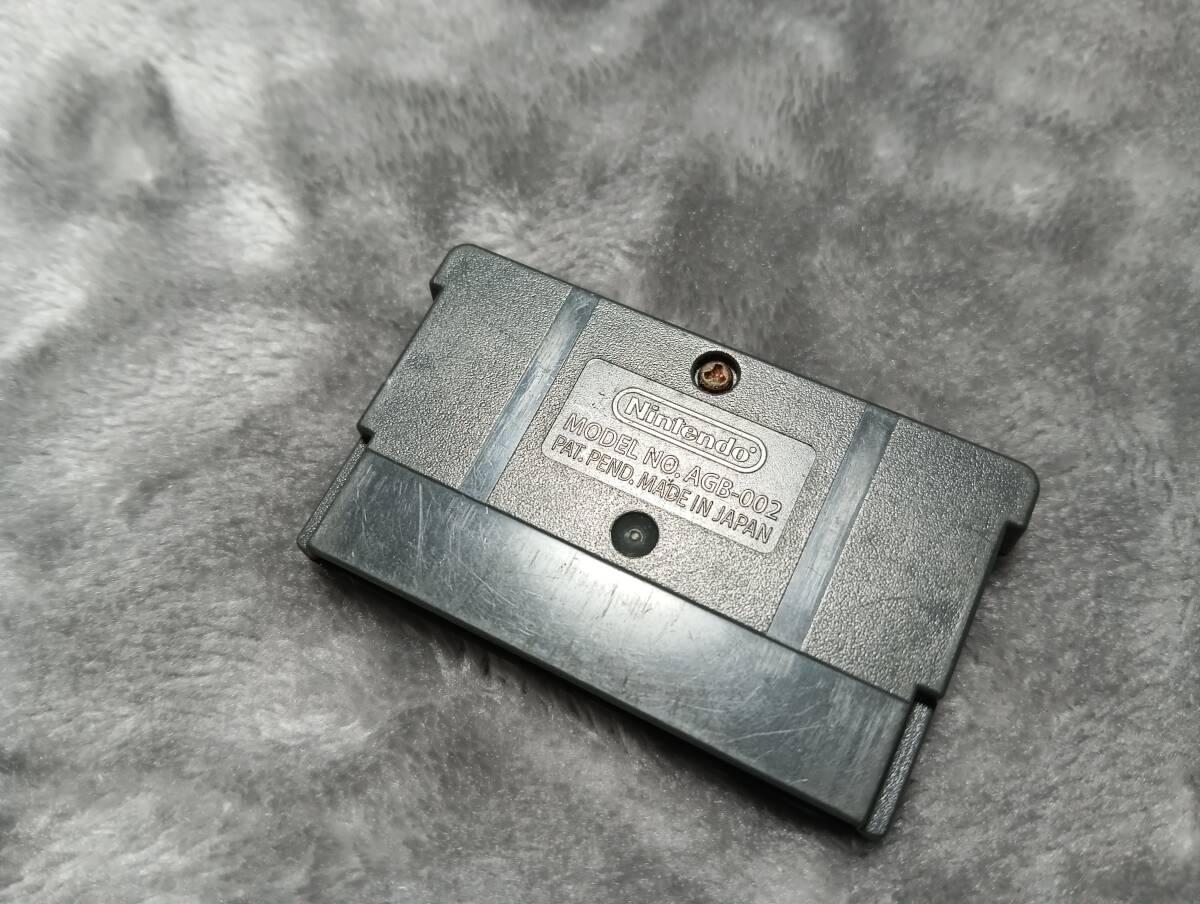 Nintendo®
MODEL NO. AGB-002
PAT. PEND. MADE IN JAPAN